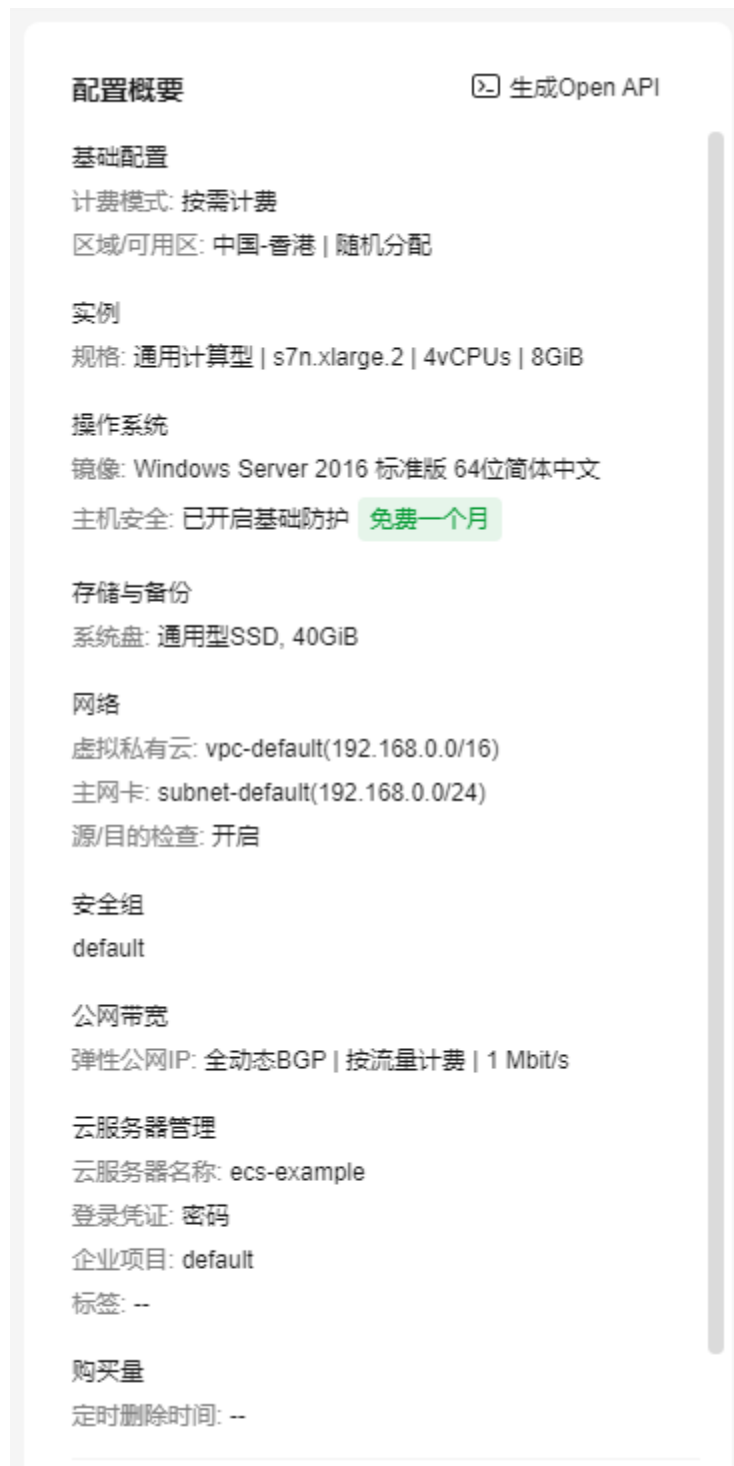 配置概要 生成Open API
基础配置
计费模式: 按需计费
区域/可用区: 中国-香港 | 随机分配
实例
规格: 通用计算型 | s7n.xlarge.2 | 4vCPUs | 8GiB
操作系统
镜像: Windows Server 2016 标准版 64位简体中文
主机安全: 已开启基础防护 免费一个月
存储与备份
系统盘: 通用型SSD, 40GiB
网络
虚拟私有云: vpc-default(192.168.0.0/16)
主网卡: subnet-default(192.168.0.0/24)
源/目的检查: 开启
安全组
default
公网带宽
弹性公网IP: 全动态BGP | 按流量计费 | 1 Mbit/s
云服务器管理
云服务器名称: ecs-example
登录凭证: 密码
企业项目: default
标签: --
购买量
定时删除时间: --